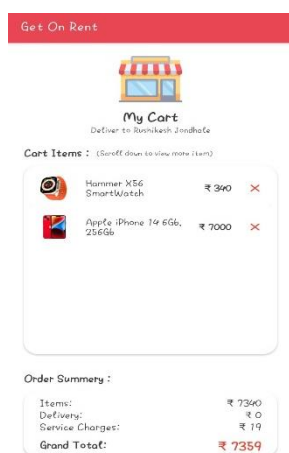 Get On Rent
My Cart
Deliver to Rushikesh Jondhale
Cart Items : (Scroll down to view more item)
Hammer X56
SmartWatch
₹ 340 ✕
Apple iPhone 14 6Gb,
256Gb
₹ 7000 ✕
Order Summery :
Items: ₹ 7340
Delivery: ₹ 0
Service Charges: ₹ 19
Grand Total: ₹ 7359